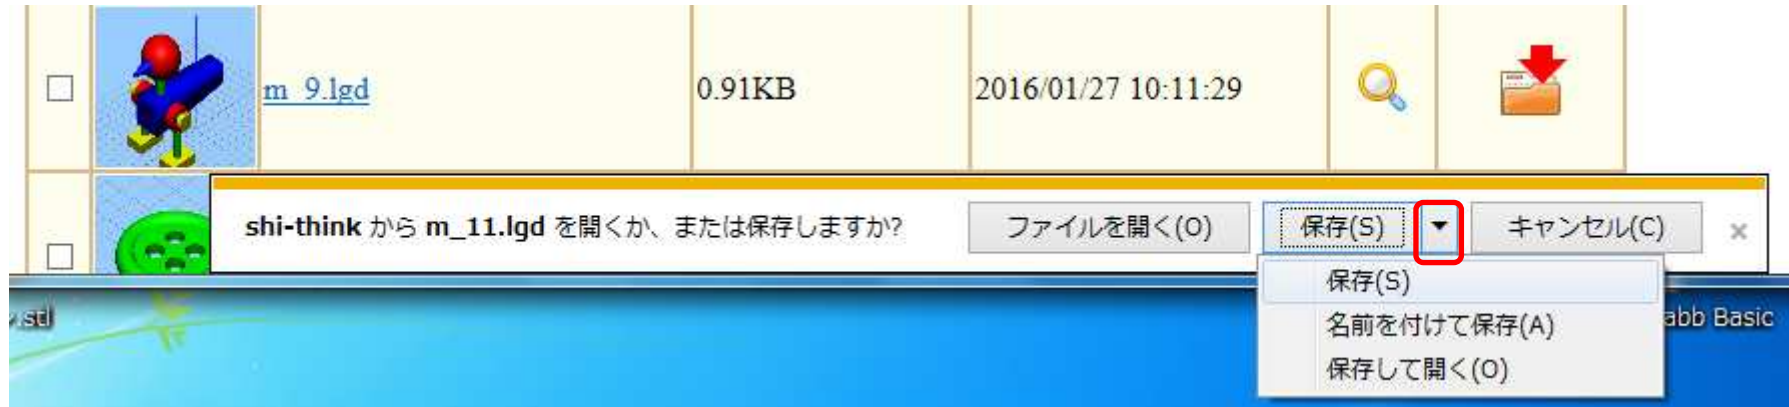 m_9.lgd 0.91KB 2016/01/27 10:11:29
shi-think から m_11.lgd を開くか、または保存しますか? ファイルを開く(O) 保存(S) キャンセル(C) ×
保存(S)
.stl 名前を付けて保存(A) abb Basic
保存して開く(O)